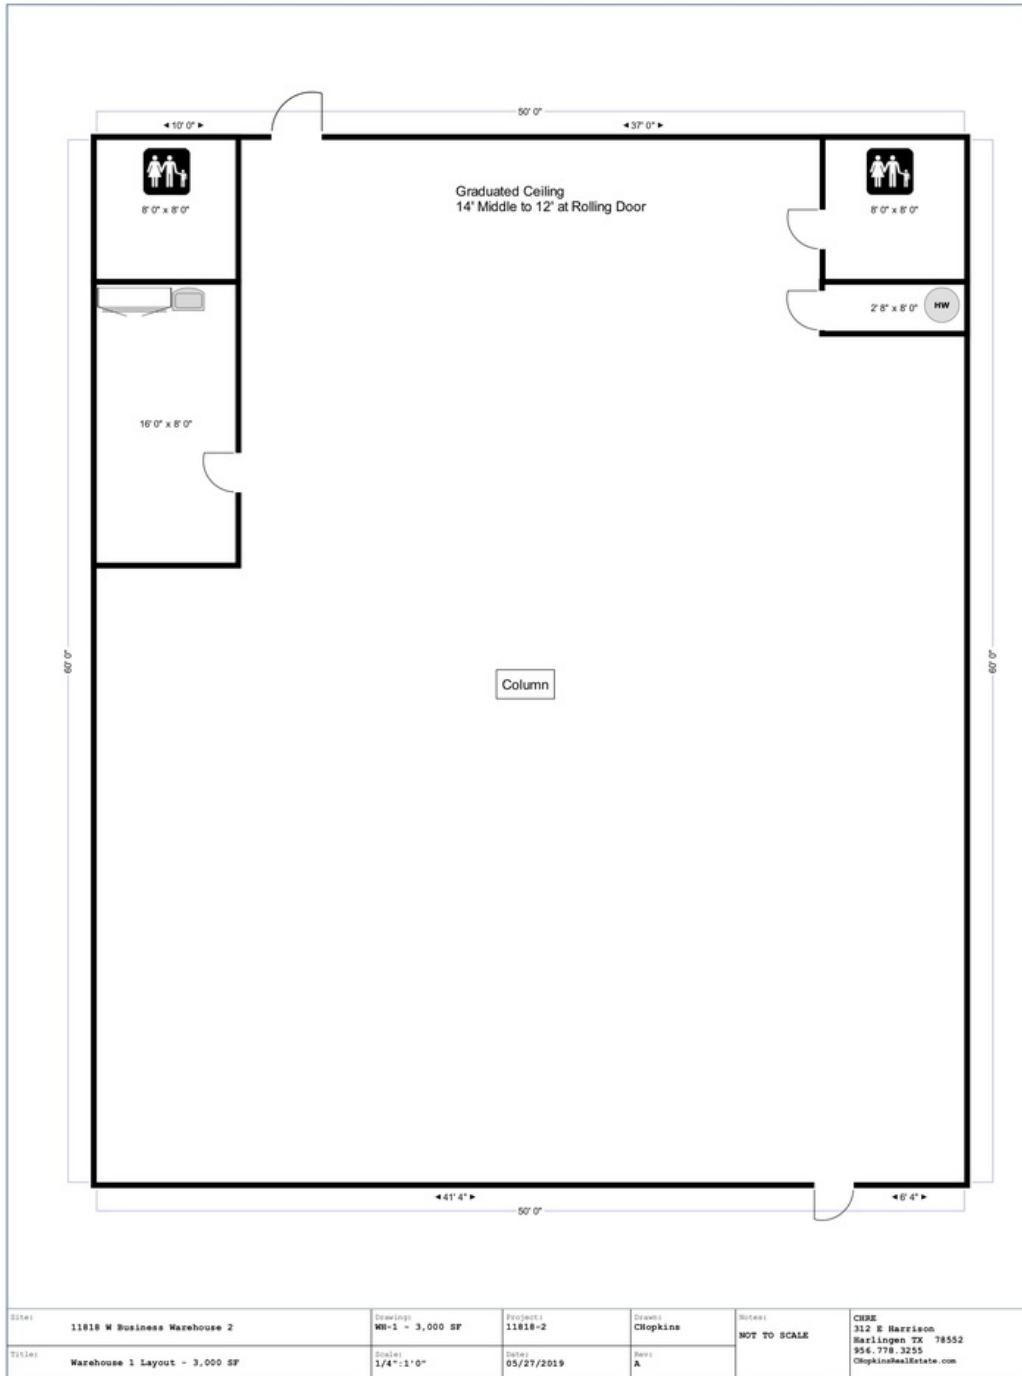 50' 0"
◄ 10' 0" ►
◄ 37' 0" ►
Graduated Ceiling
14' Middle to 12' at Rolling Door
8' 0" x 8' 0"
8' 0" x 8' 0"
2' 8" x 8' 0"
HW
16' 0" x 8' 0"
60' 0"
60' 0"
Column
◄ 41' 4" ►
◄ 6' 4" ►
50' 0"
Site:
11818 W Business Warehouse 2
Title:
Warehouse 1 Layout - 3,000 SF
Drawing:
WH-1 - 3,000 SF
Scale:
1/4":1'0"
Project:
11818-2
Date:
05/27/2019
Drawn:
CHopkins
Rev:
A
Notes:
NOT TO SCALE
CHRE
312 E Harrison
Harlingen TX 78552
956.778.3255
CHopkinsRealEstate.com